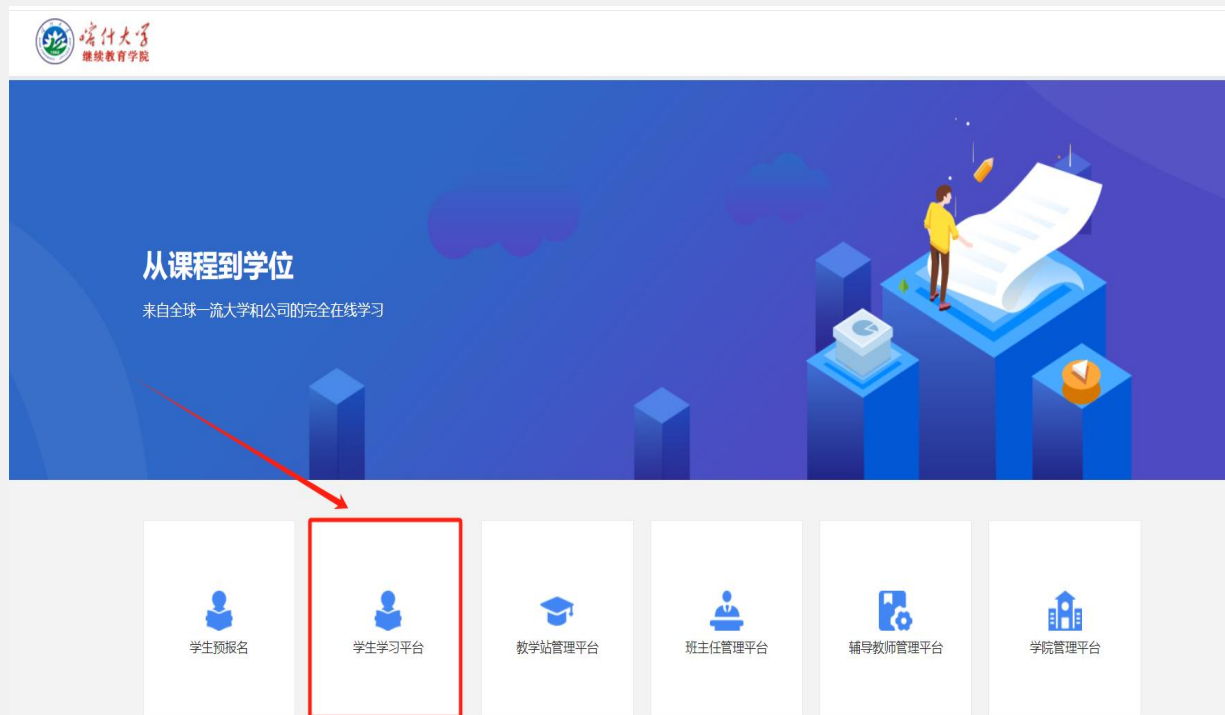 喀什大学
继续教育学院
从课程到学位
来自全球一流大学和公司的完全在线学习
学生预报名
学生学习平台
教学站管理平台
班主任管理平台
辅导教师管理平台
学院管理平台